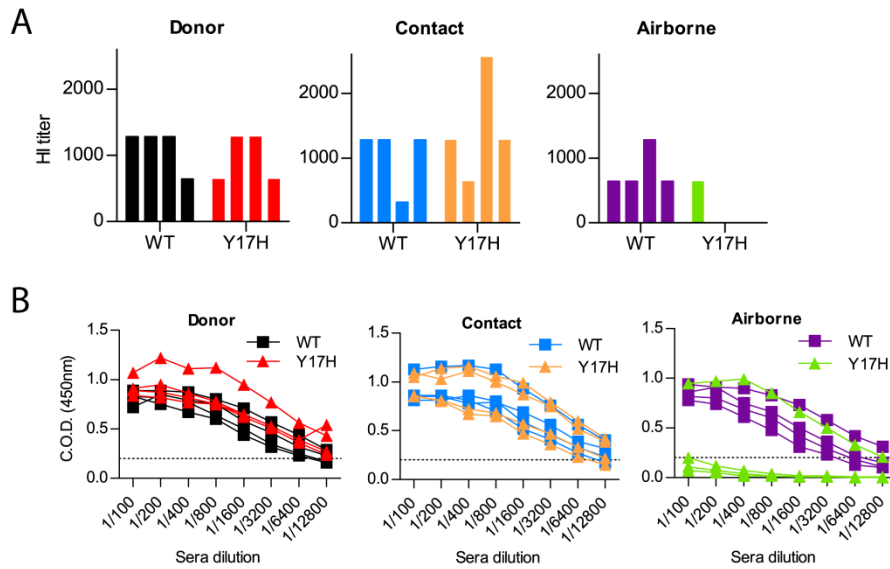 A
Donor
Contact
Airborne
HI titer
2000
1000
0
WT
Y17H
2000
1000
0
WT
Y17H
2000
1000
0
WT
Y17H
B
Donor
C.O.D. (450nm)
1.5
1.0
0.5
0.0
WT
Y17H
1/100
1/200
1/400
1/800
1/1600
1/3200
1/6400
1/12800
Sera dilution
Contact
1.5
1.0
0.5
0.0
WT
Y17H
1/100
1/200
1/400
1/800
1/1600
1/3200
1/6400
1/12800
Sera dilution
Airborne
1.5
1.0
0.5
0.0
WT
Y17H
1/100
1/200
1/400
1/800
1/1600
1/3200
1/6400
1/12800
Sera dilution